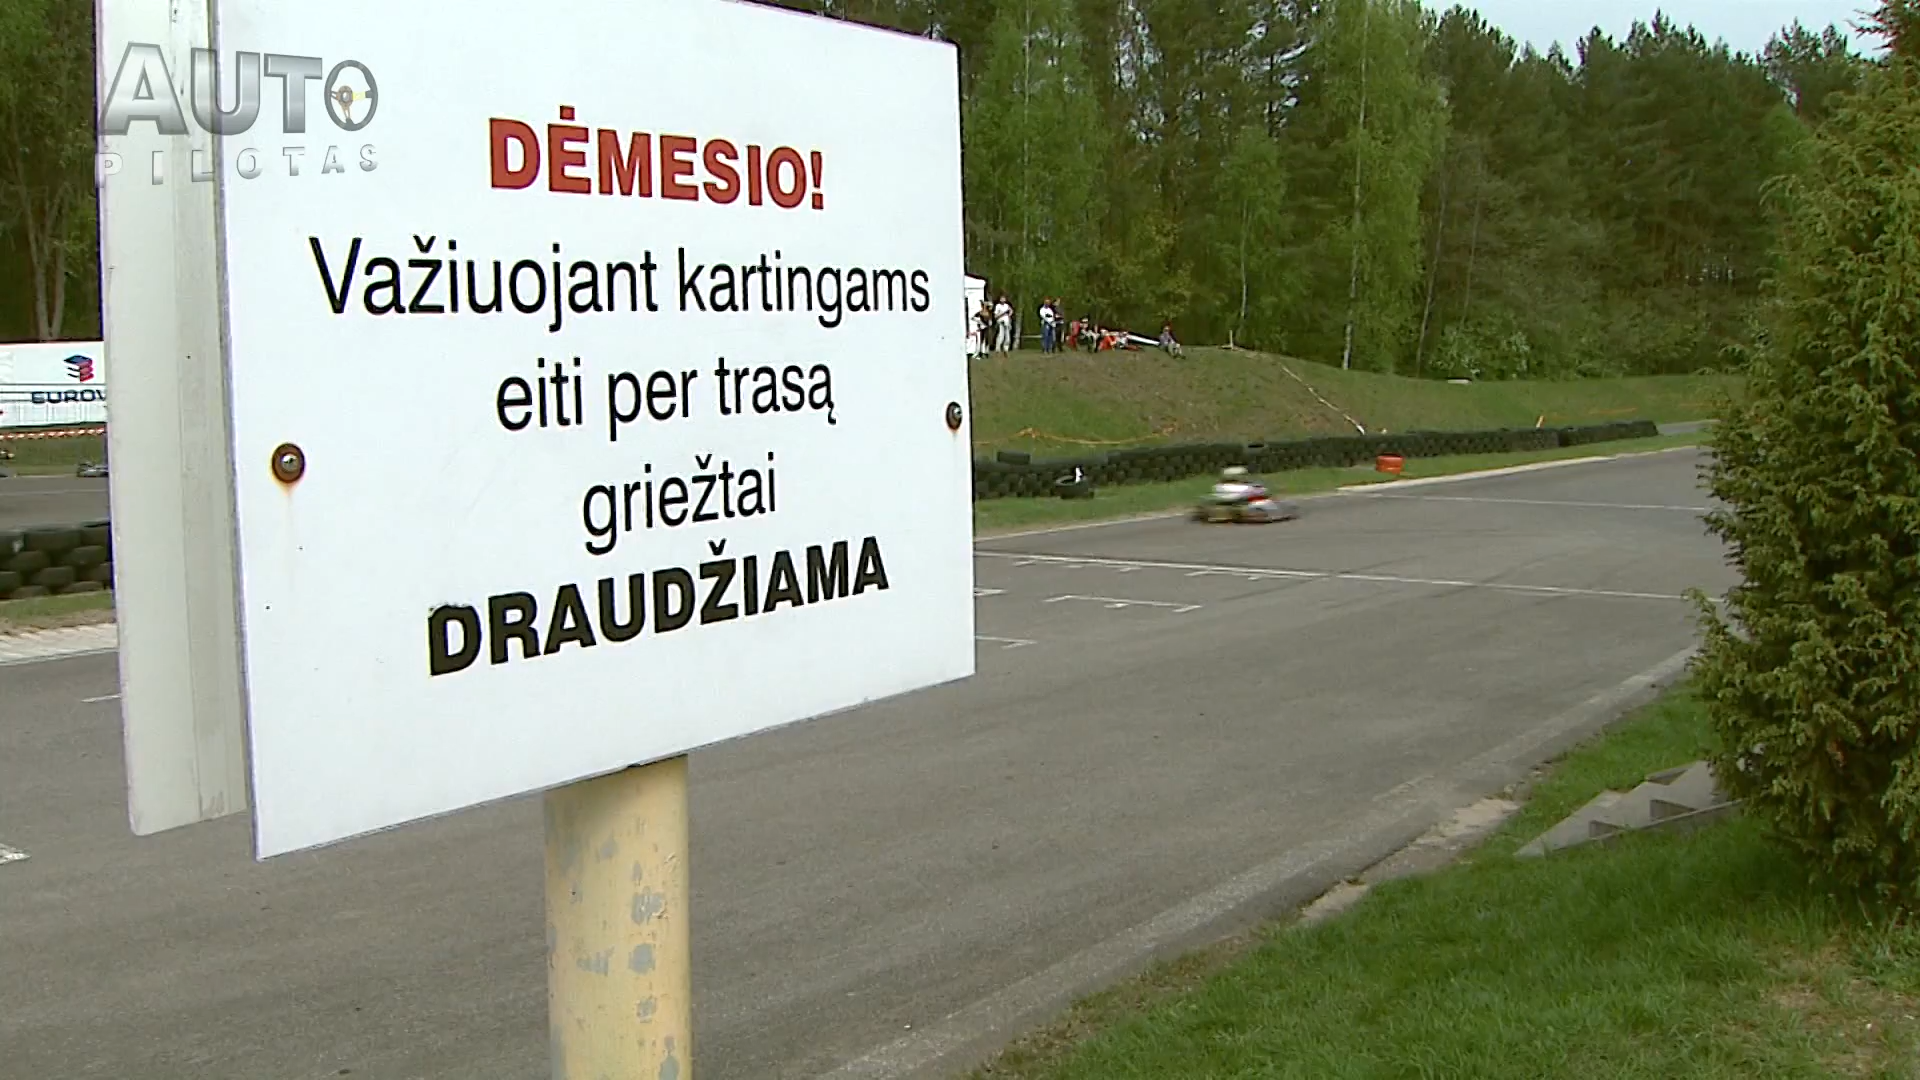 AUTO
PILOTAS
DĖMESIO!
Važiuojant kartingams
eiti per trasą
griežtai
DRAUDŽIAMA